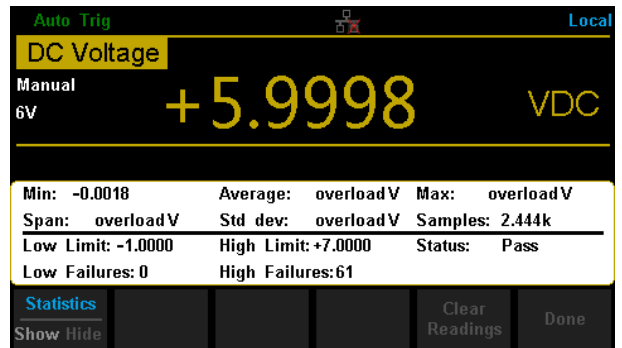 Auto Trig Local
DC Voltage
Manual
6V +5.9998 VDC
Min: -0.0018 Average: overload V Max: overload V
Span: overload V Std dev: overload V Samples: 2.444k
Low Limit: -1.0000 High Limit: +7.0000 Status: Pass
Low Failures: 0 High Failures: 61
Statistics
Show Hide
Clear
Readings
Done